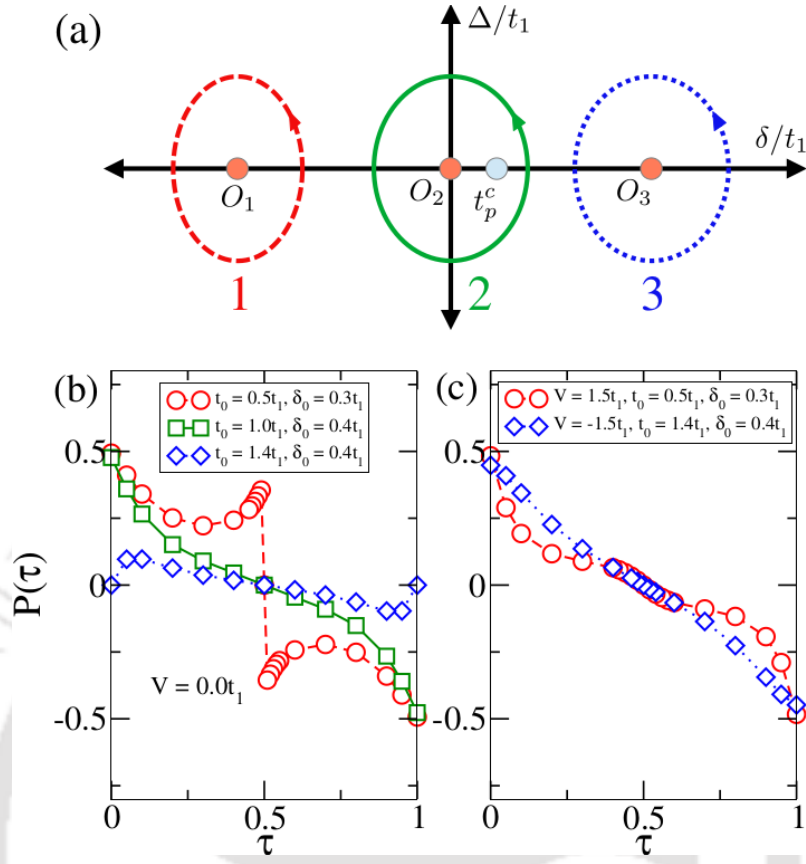 (a)
Δ/t₁
δ/t₁
O₁
O₂
t_p^c
O₃
1
2
3
(b)
t₀ = 0.5t₁, δ₀ = 0.3t₁
t₀ = 1.0t₁, δ₀ = 0.4t₁
t₀ = 1.4t₁, δ₀ = 0.4t₁
(c)
V = 1.5t₁, t₀ = 0.5t₁, δ₀ = 0.3t₁
V = -1.5t₁, t₀ = 1.4t₁, δ₀ = 0.4t₁
0.5
0.5
P(τ)
0
0
V = 0.0t₁
-0.5
-0.5
0
0.5
1
0
0.5
1
τ
τ